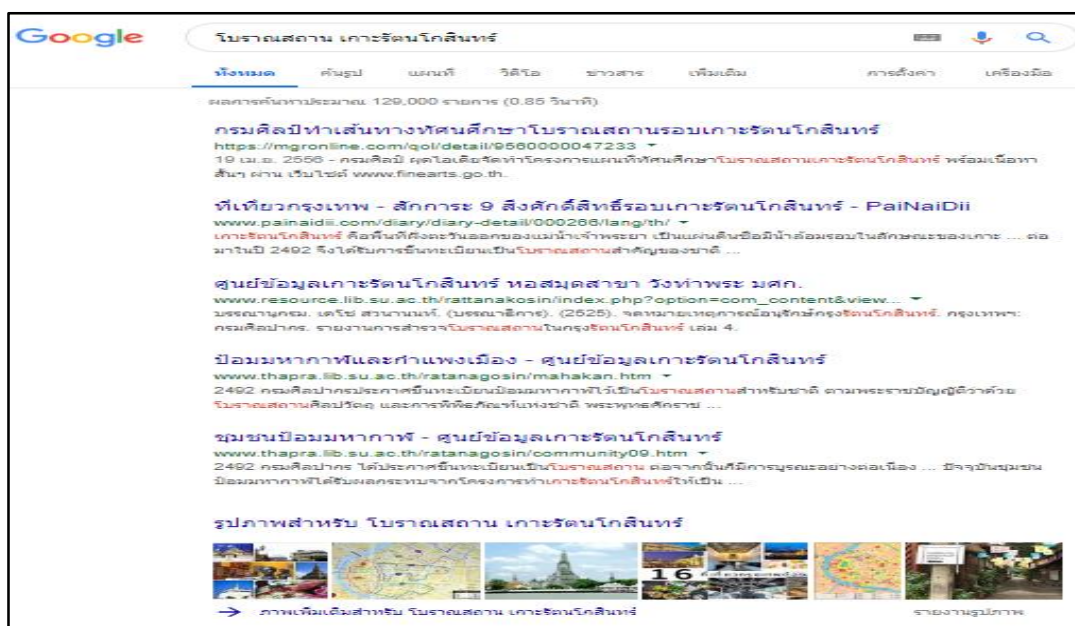 Google
โบราณสถาน เกาะรัตนโกสินทร์
ทั้งหมด ค้นรูป แผนที่ วิดีโอ ข่าวสาร เพิ่มเติม การตั้งค่า เครื่องมือ
ผลการค้นหาประมาณ 129,000 รายการ (0.85 วินาที)
กรมศิลป์ทำเส้นทางทัศนศึกษาโบราณสถานรอบเกาะรัตนโกสินทร์
https://mgronline.com/qol/detail/9560000047233
19 เม.ย. 2556 - กรมศิลป์ ผุดไอเดียจัดทำโครงการแผนที่ทัศนศึกษาโบราณสถานเกาะรัตนโกสินทร์ พร้อมเนื้อหา
สั้นๆ ผ่าน เว็บไซต์ www.finearts.go.th.
ที่เที่ยวกรุงเทพ - สักการะ 9 สิ่งศักดิ์สิทธิ์รอบเกาะรัตนโกสินทร์ - PaiNaiDii
www.painaidii.com/diary/diary-detail/000266/lang/th/
เกาะรัตนโกสินทร์ คือพื้นที่ฝั่งตะวันออกของแม่น้ำเจ้าพระยา เป็นแผ่นดินซึ่งมีน้ำล้อมรอบในลักษณะของเกาะ ... ต่อ
มาในปี 2492 จึงได้รับการขึ้นทะเบียนเป็นโบราณสถานสำคัญของชาติ ...
ศูนย์ข้อมูลเกาะรัตนโกสินทร์ หอสมุดสาขา วังท่าพระ มศก.
www.resource.lib.su.ac.th/rattanakosin/index.php?option=com_content&view...
บรรณานุกรม. เดโช สวนานนท์. (บรรณาธิการ). (2525). จดหมายเหตุการณ์อนุรักษ์กรุงรัตนโกสินทร์. กรุงเทพฯ:
กรมศิลปากร. รายงานการสำรวจโบราณสถานในกรุงรัตนโกสินทร์ เล่ม 4.
ป้อมมหากาฬและกำแพงเมือง - ศูนย์ข้อมูลเกาะรัตนโกสินทร์
www.thapra.lib.su.ac.th/ratanagosin/mahakan.htm
2492 กรมศิลปากรประกาศขึ้นทะเบียนป้อมมหากาฬไว้เป็นโบราณสถานสำหรับชาติ ตามพระราชบัญญัติว่าด้วย
โบราณสถานศิลปวัตถุ และการพิพิธภัณฑ์แห่งชาติ พระพุทธศักราช ...
ชุมชนป้อมมหากาฬ - ศูนย์ข้อมูลเกาะรัตนโกสินทร์
www.thapra.lib.su.ac.th/ratanagosin/community09.htm
2492 กรมศิลปากร ได้ประกาศขึ้นทะเบียนเป็นโบราณสถาน ต่อจากนั้นก็มีการบูรณะอย่างต่อเนื่อง ... ปัจจุบันชุมชน
ป้อมมหากาฬได้รับผลกระทบจากโครงการทำเกาะรัตนโกสินทร์ให้เป็น ...
รูปภาพสำหรับ โบราณสถาน เกาะรัตนโกสินทร์
16
ภาพเพิ่มเติมสำหรับ โบราณสถาน เกาะรัตนโกสินทร์ รายงานรูปภาพ